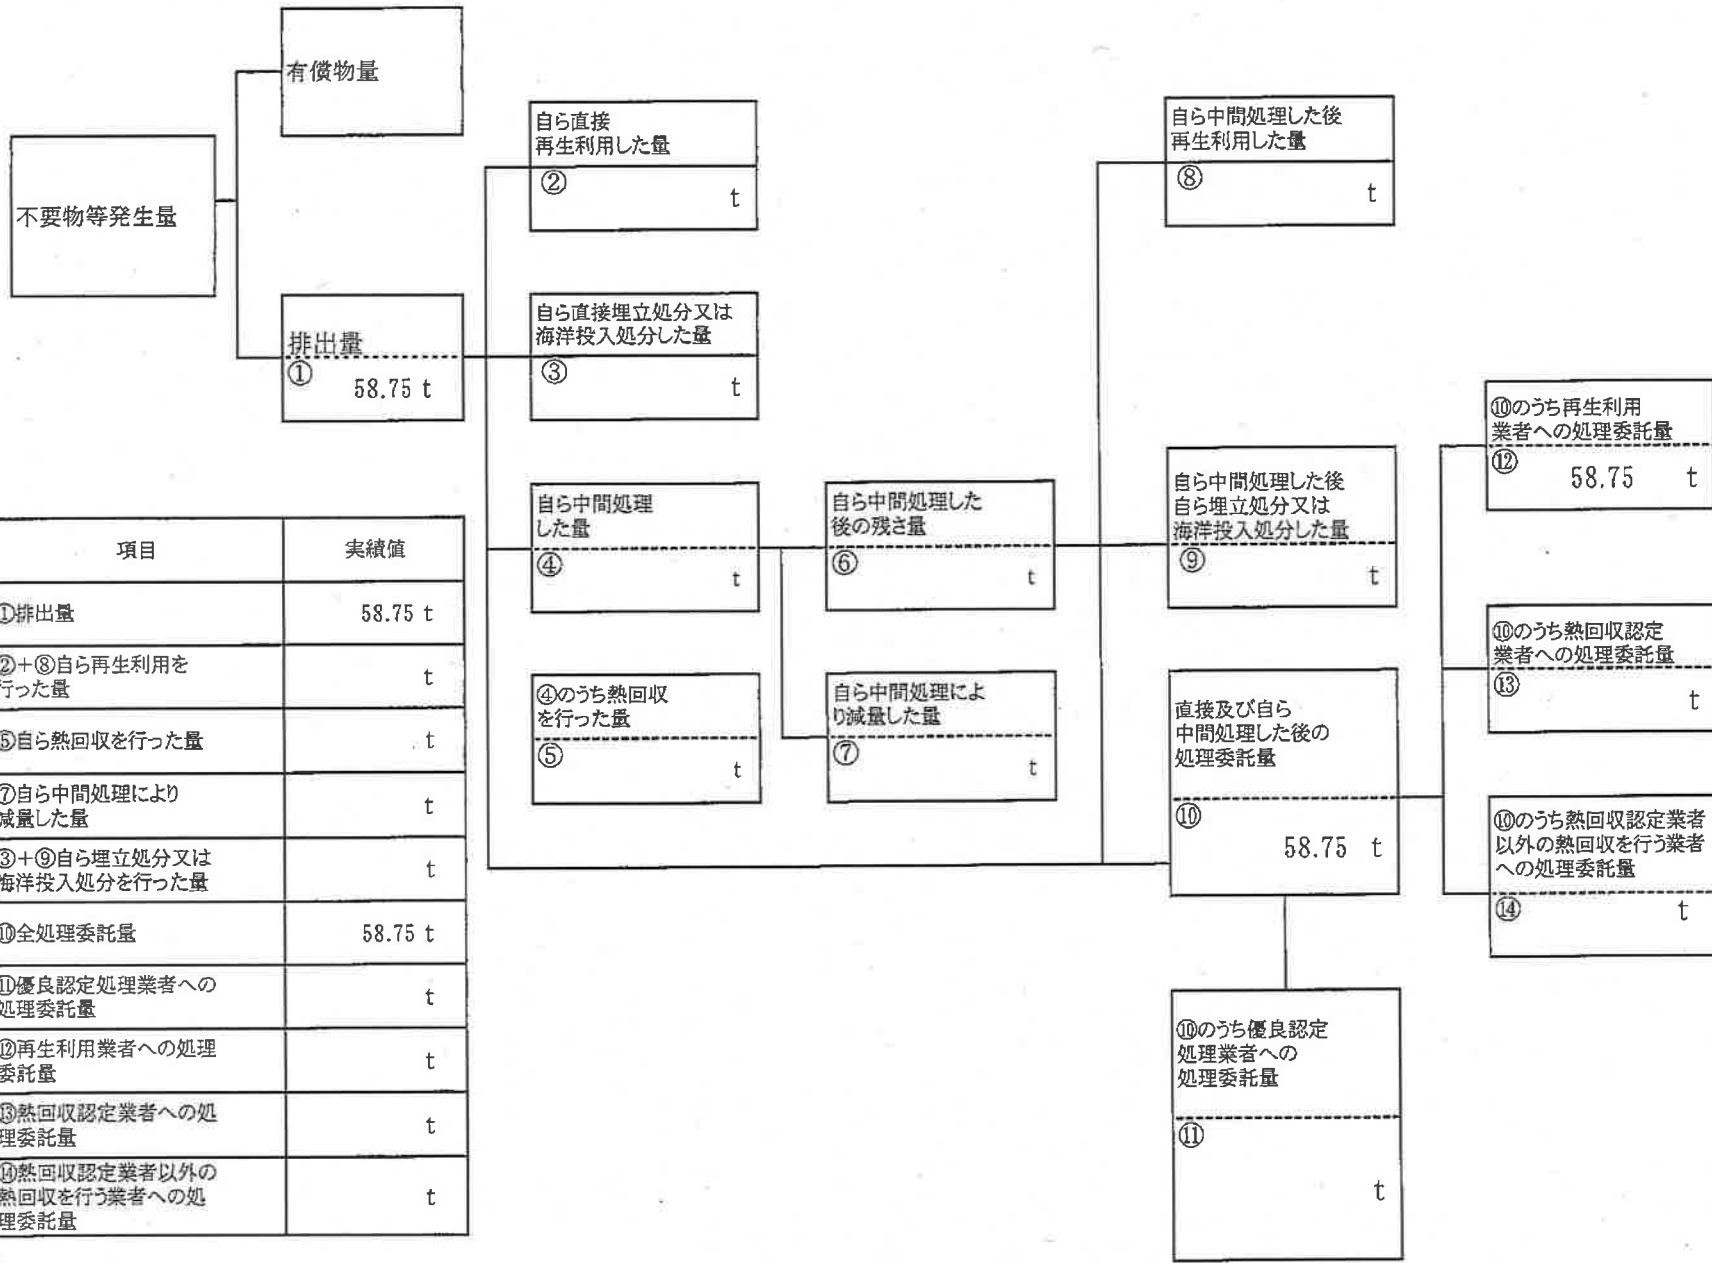 有償物量
不要物等発生量
排出量
①
58.75 t
自ら直接
再生利用した量
②
t
自ら直接埋立処分又は
海洋投入処分した量
③
t
自ら中間処理
した量
④
t
④のうち熱回収
を行った量
⑤
t
自ら中間処理した
後の残さ量
⑥
t
自ら中間処理によ
り減量した量
⑦
t
自ら中間処理した後
再生利用した量
⑧
t
自ら中間処理した後
自ら埋立処分又は
海洋投入処分した量
⑨
t
直接及び自ら
中間処理した後の
処理委託量
⑩
58.75 t
⑩のうち優良認定
処理業者への
処理委託量
⑪
t
⑩のうち再生利用
業者への処理委託量
⑫
58.75 t
⑩のうち熱回収認定
業者への処理委託量
⑬
t
⑩のうち熱回収認定業者
以外の熱回収を行う業者
への処理委託量
⑭
t
項目 実績値
①排出量 58.75 t
②+⑧自ら再生利用を
行った量 t
⑤自ら熱回収を行った量 t
⑦自ら中間処理により
減量した量 t
③+⑨自ら埋立処分又は
海洋投入処分を行った量 t
⑩全処理委託量 58.75 t
⑪優良認定処理業者への
処理委託量 t
⑫再生利用業者への処理
委託量 t
⑬熱回収認定業者への処
理委託量 t
⑭熱回収認定業者以外の
熱回収を行う業者への処
理委託量 t